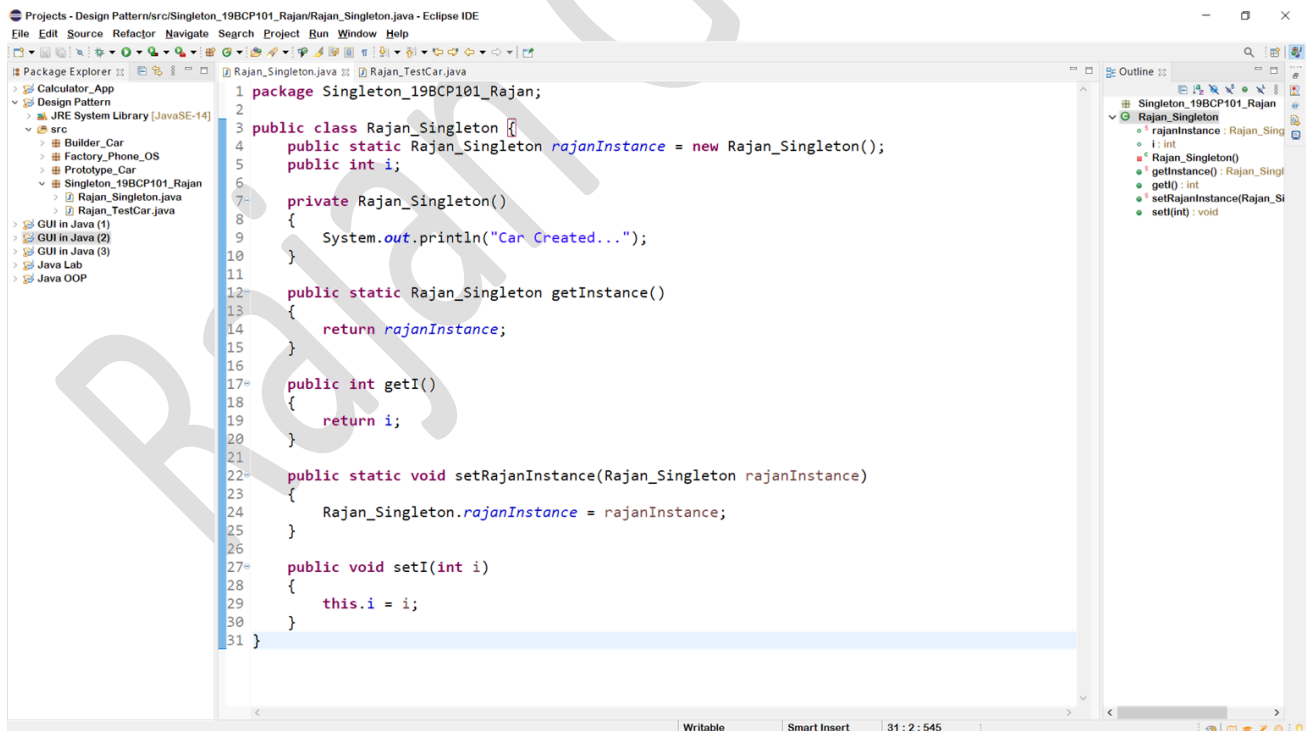 Projects - Design Pattern/src/Singleton_19BCP101_Rajan/Rajan_Singleton.java - Eclipse IDE
File Edit Source Refactor Navigate Search Project Run Window Help
Package Explorer
Calculator_App
Design Pattern
JRE System Library [JavaSE-14]
src
Builder_Car
Factory_Phone_OS
Prototype_Car
Singleton_19BCP101_Rajan
Rajan_Singleton.java
Rajan_TestCar.java
GUI in Java (1)
GUI in Java (2)
GUI in Java (3)
Java Lab
Java OOP
Rajan_Singleton.java Rajan_TestCar.java
1 package Singleton_19BCP101_Rajan;
2
3 public class Rajan_Singleton {
4     public static Rajan_Singleton rajanInstance = new Rajan_Singleton();
5     public int i;
6
7     private Rajan_Singleton()
8     {
9         System.out.println("Car Created...");
10     }
11
12     public static Rajan_Singleton getInstance()
13     {
14         return rajanInstance;
15     }
16
17     public int getI()
18     {
19         return i;
20     }
21
22     public static void setRajanInstance(Rajan_Singleton rajanInstance)
23     {
24         Rajan_Singleton.rajanInstance = rajanInstance;
25     }
26
27     public void setI(int i)
28     {
29         this.i = i;
30     }
31 }
Outline
Singleton_19BCP101_Rajan
Rajan_Singleton
rajanInstance : Rajan_Sing
i : int
Rajan_Singleton()
getInstance() : Rajan_Singl
getI() : int
setRajanInstance(Rajan_Si
setI(int) : void
Writable Smart Insert 31 : 2 : 545
Rajan